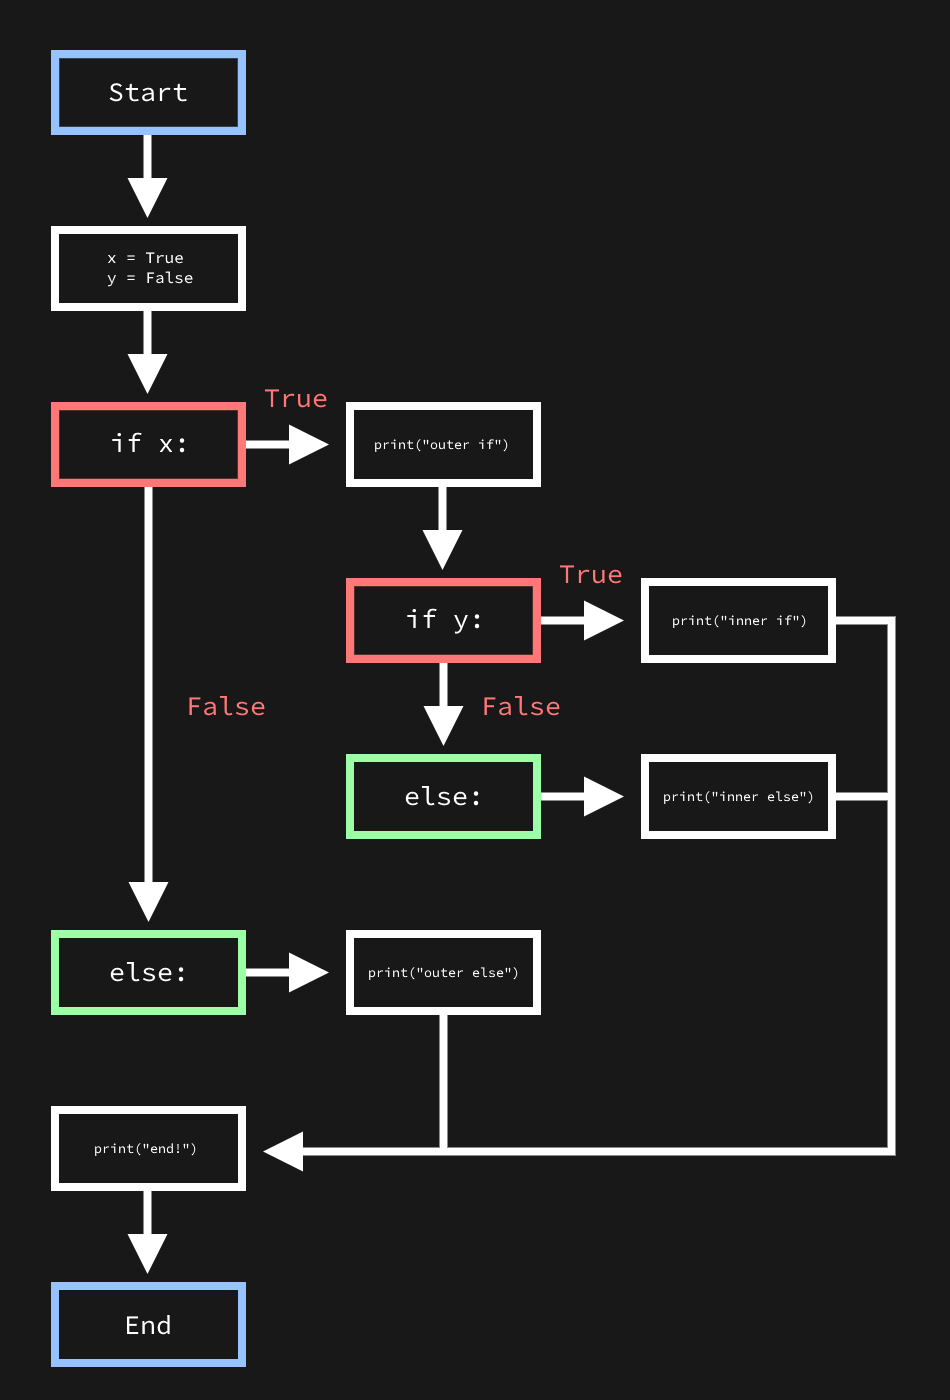 Start
x = True
y = False
True
if x:
print("outer if")
True
if y:
print("inner if")
False
False
else:
print("inner else")
else:
print("outer else")
print("end!")
End